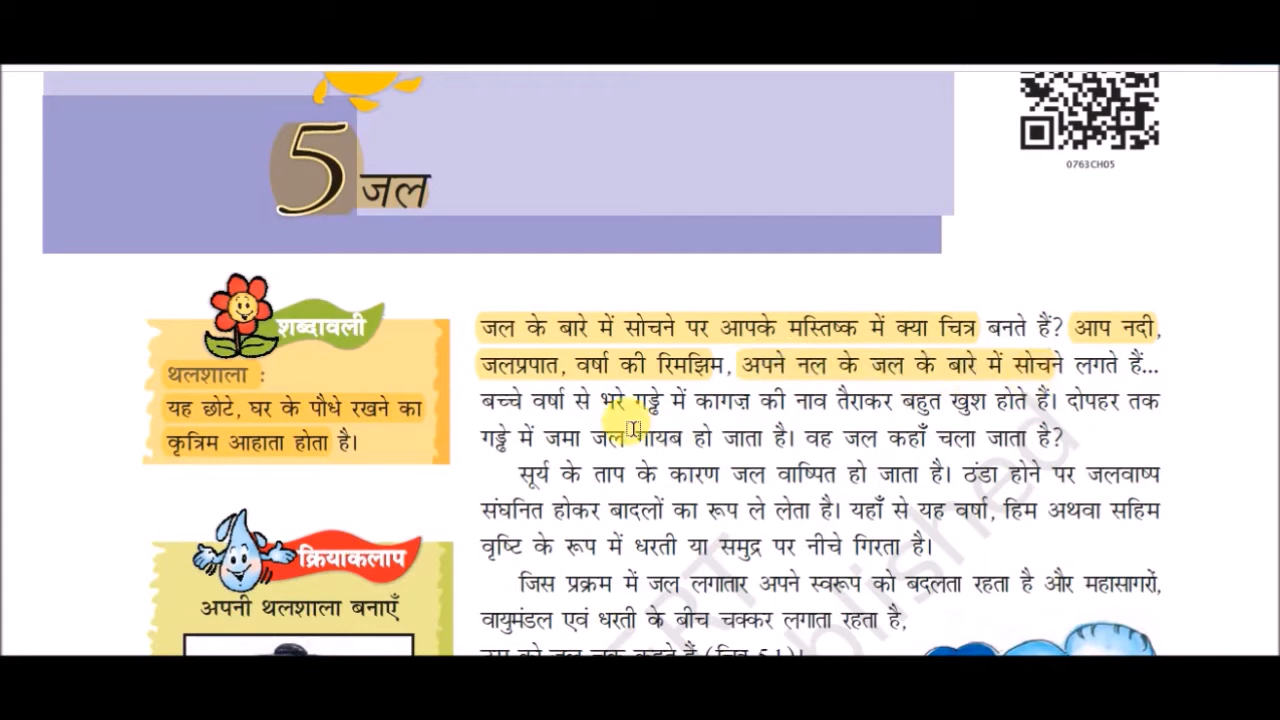 0763CH05
5 जल
शब्दावली
थलशाला :
यह छोटे, घर के पौधे रखने का
कृत्रिम आहाता होता है।
क्रियाकलाप
अपनी थलशाला बनाएँ
जल के बारे में सोचने पर आपके मस्तिष्क में क्या चित्र बनते हैं? आप नदी,
जलप्रपात, वर्षा की रिमझिम, अपने नल के जल के बारे में सोचने लगते हैं...
बच्चे वर्षा से भरे गड्ढे में कागज़ की नाव तैराकर बहुत खुश होते हैं। दोपहर तक
गड्ढे में जमा जल गायब हो जाता है। वह जल कहाँ चला जाता है?
सूर्य के ताप के कारण जल वाष्पित हो जाता है। ठंडा होने पर जलवाष्प
संघनित होकर बादलों का रूप ले लेता है। यहाँ से यह वर्षा, हिम अथवा सहिम
वृष्टि के रूप में धरती या समुद्र पर नीचे गिरता है।
जिस प्रक्रम में जल लगातार अपने स्वरूप को बदलता रहता है और महासागरों,
वायुमंडल एवं धरती के बीच चक्कर लगाता रहता है,